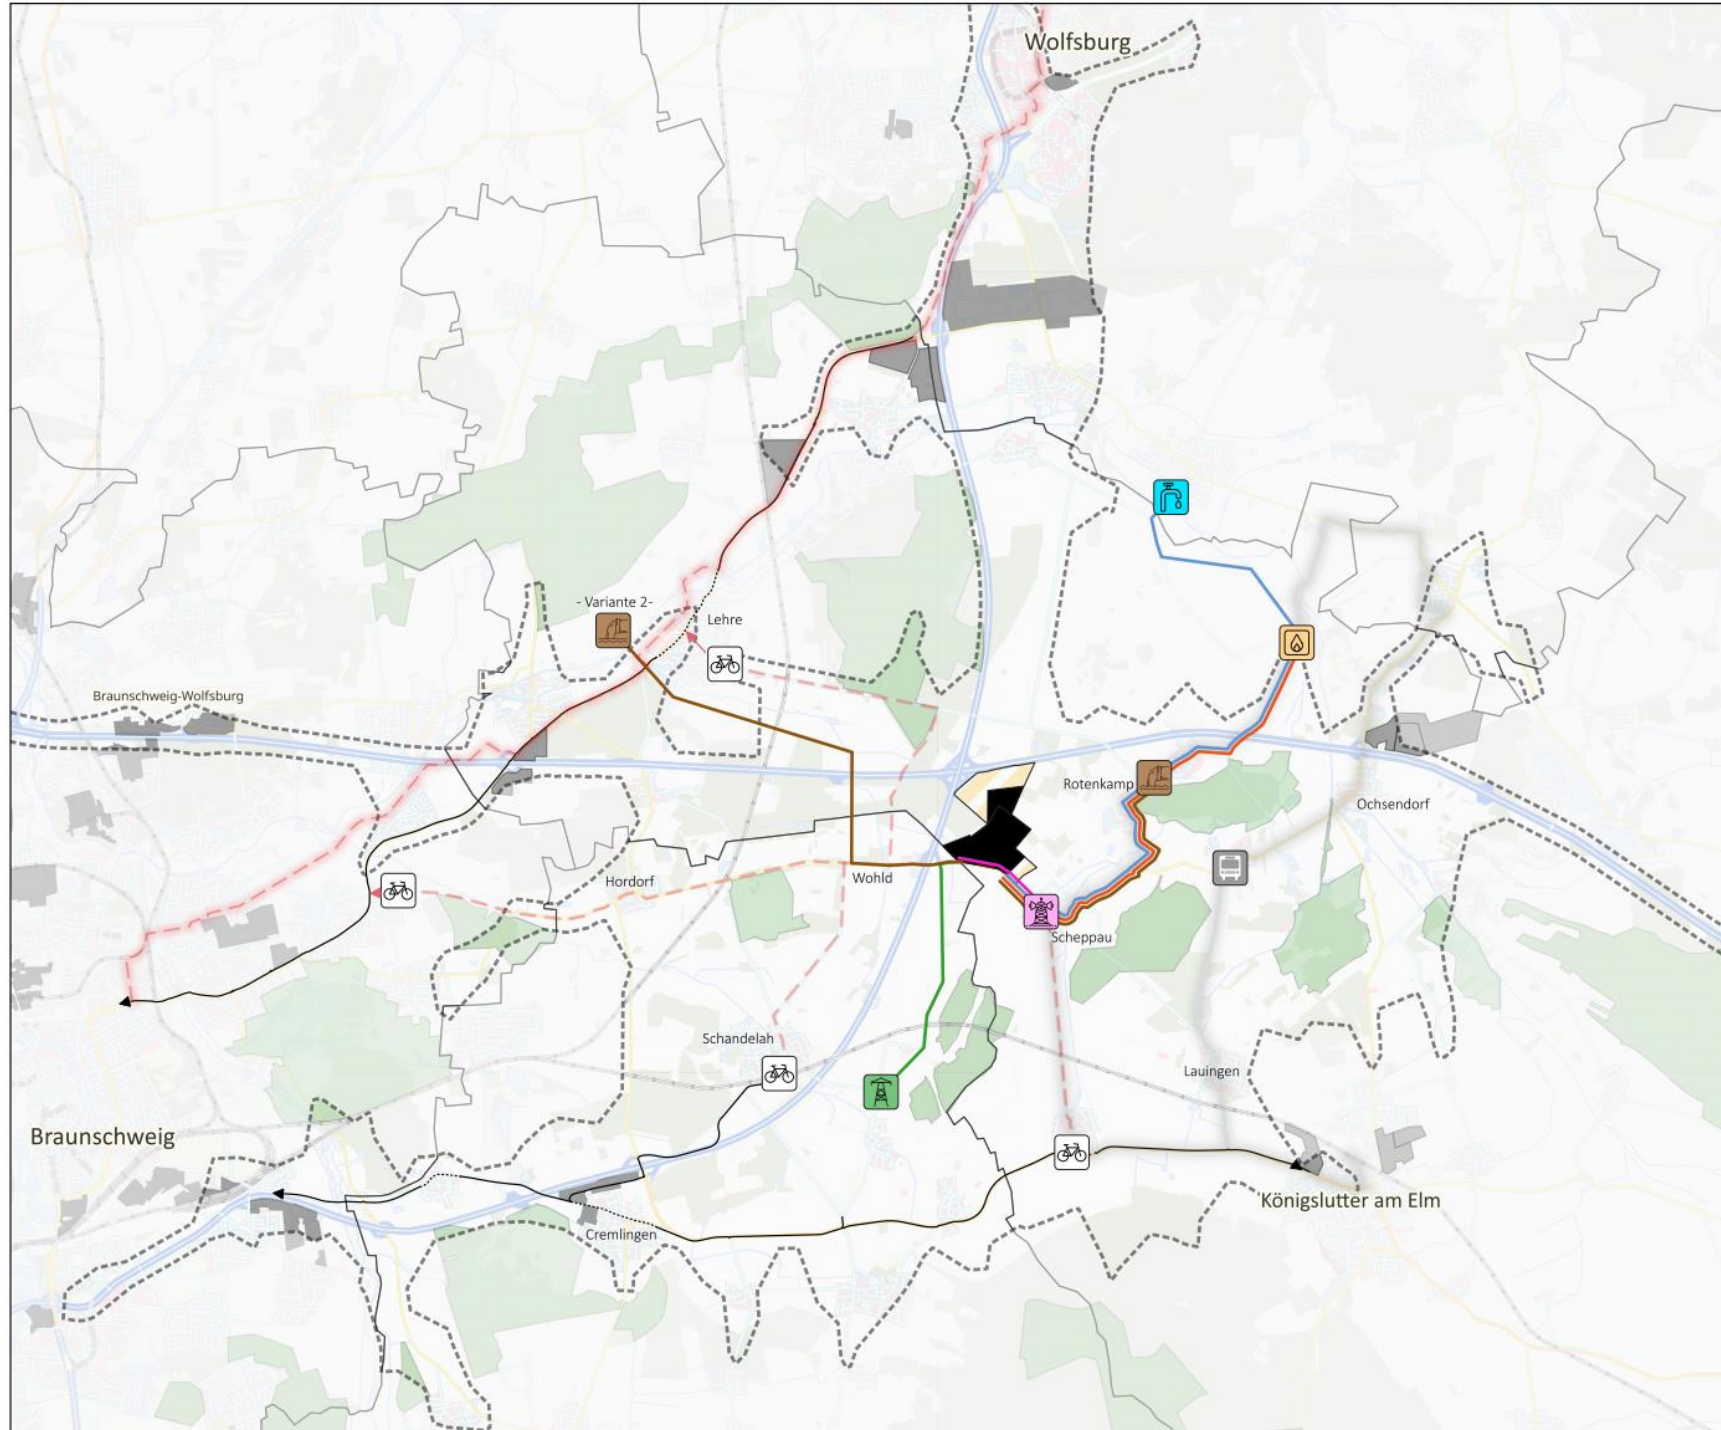 Wolfsburg
- Variante 2-
Lehre
Braunschweig-Wolfsburg
Rotenkamp
Ochsendorf
Hordorf
Wohld
Scheppau
Schandelah
Lauingen
Braunschweig
Königslutter am Elm
Cremlingen